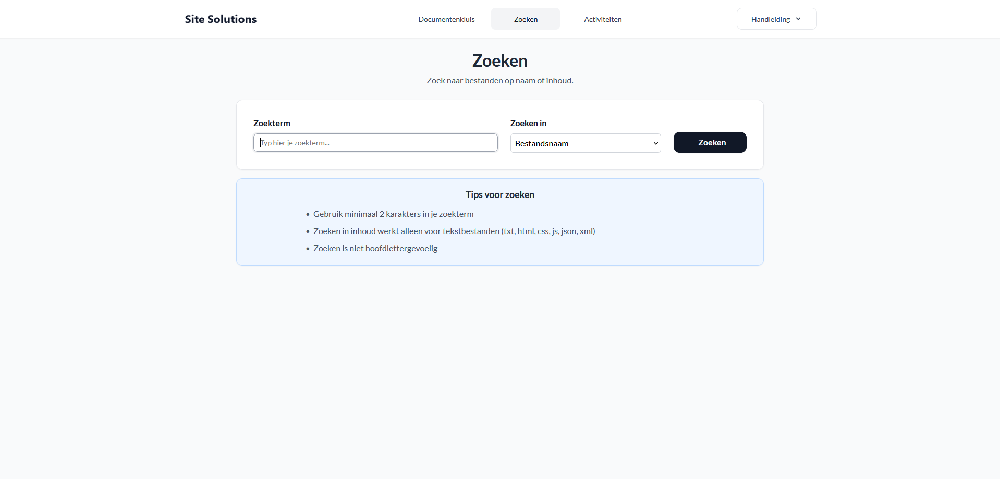 Site Solutions
Documentenkluis
Zoeken
Activiteiten
Handleiding
Zoeken
Zoek naar bestanden op naam of inhoud.
Zoekterm
Zoeken in
Typ hier je zoekterm...
Bestandsnaam
Zoeken
Tips voor zoeken
• Gebruik minimaal 2 karakters in je zoekterm
• Zoeken in inhoud werkt alleen voor tekstbestanden (txt, html, css, js, json, xml)
• Zoeken is niet hoofdlettergevoelig